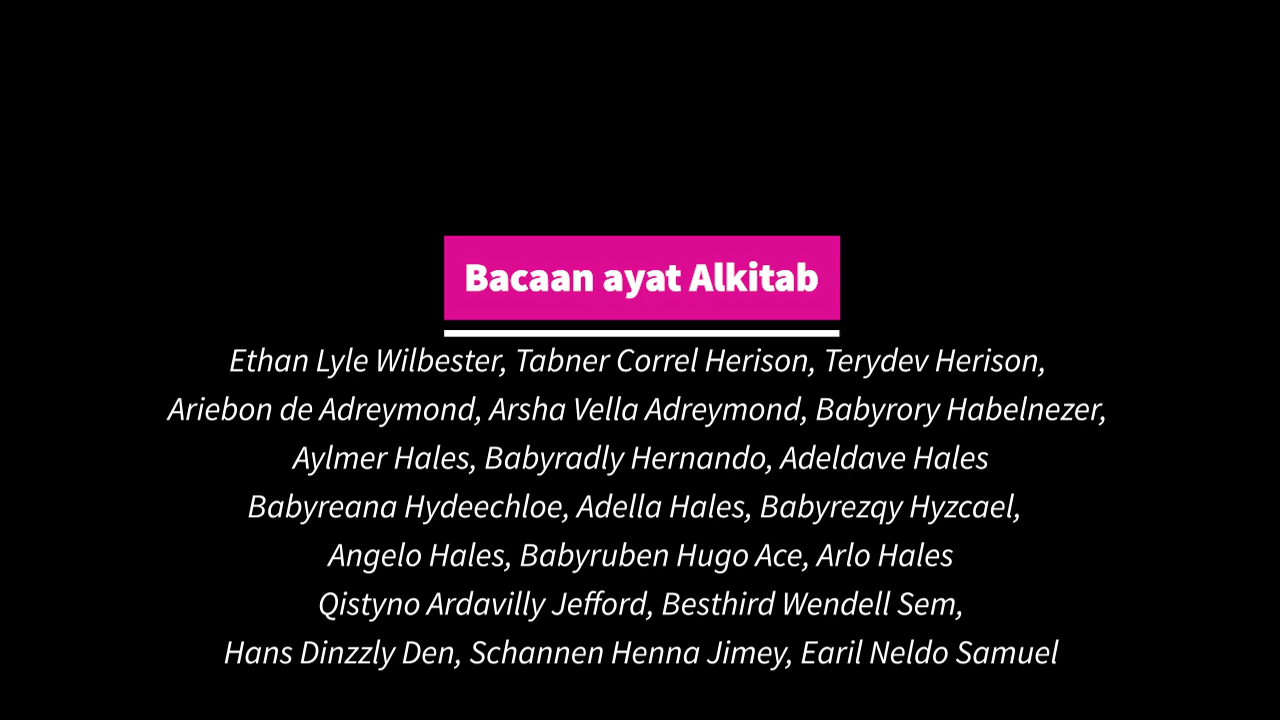 Bacaan ayat Alkitab
Ethan Lyle Wilbester, Tabner Correl Herison, Terydev Herison,
Ariebon de Adreymond, Arsha Vella Adreymond, Babyrory Habelnezer,
Aylmer Hales, Babyradly Hernando, Adeldave Hales
Babyreana Hydeechloe, Adella Hales, Babyrezqy Hyzcael,
Angelo Hales, Babyruben Hugo Ace, Arlo Hales
Qistyno Ardavilly Jefford, Besthird Wendell Sem,
Hans Dinzzly Den, Schannen Henna Jimey, Earil Neldo Samuel